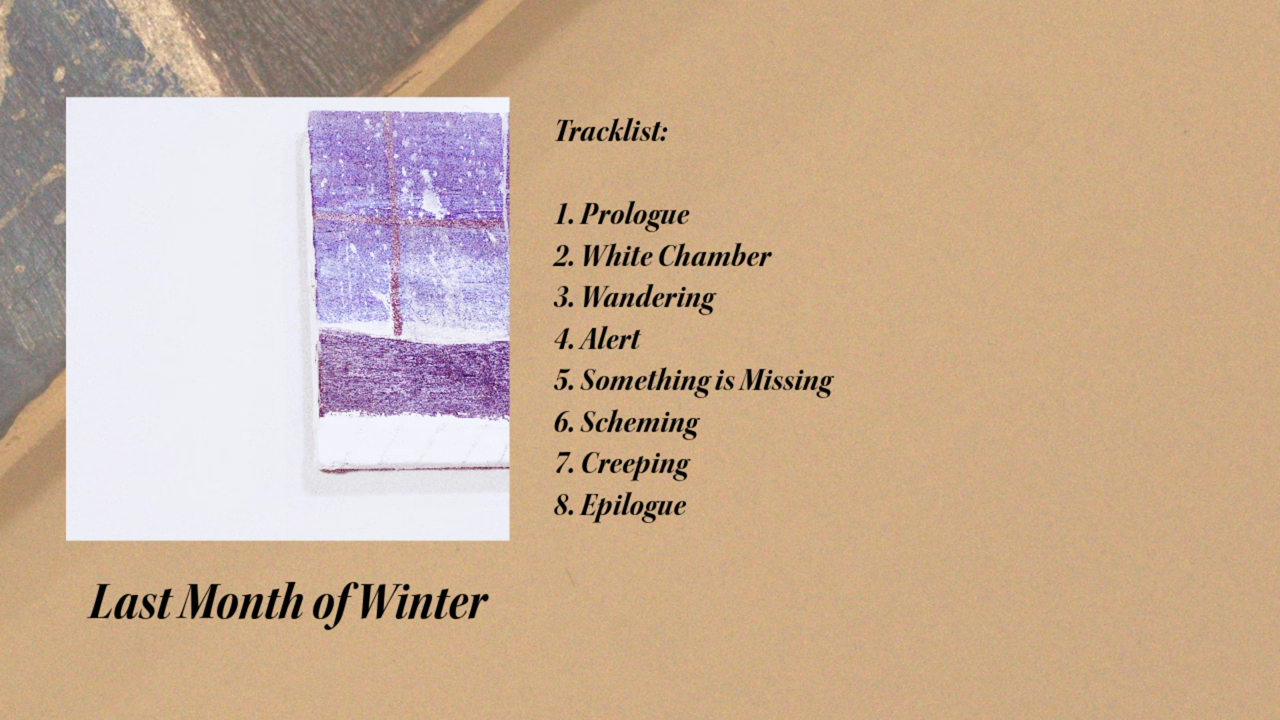 Tracklist:
1. Prologue
2. White Chamber
3. Wandering
4. Alert
5. Something is Missing
6. Scheming
7. Creeping
8. Epilogue
Last Month of Winter